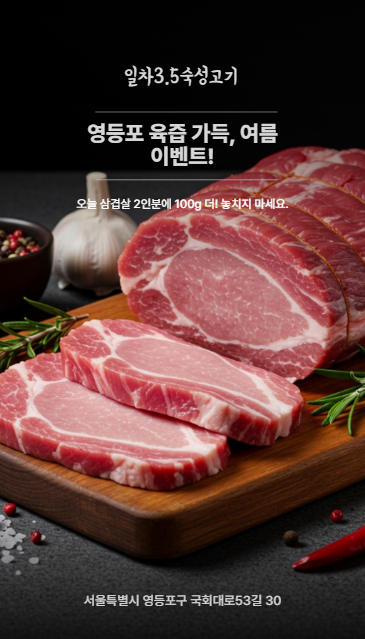 일차3.5숙성고기
영등포 육즙 가득, 여름
이벤트!
오늘 삼겹살 2인분에 100g 더! 놓치지 마세요.
서울특별시 영등포구 국회대로53길 30